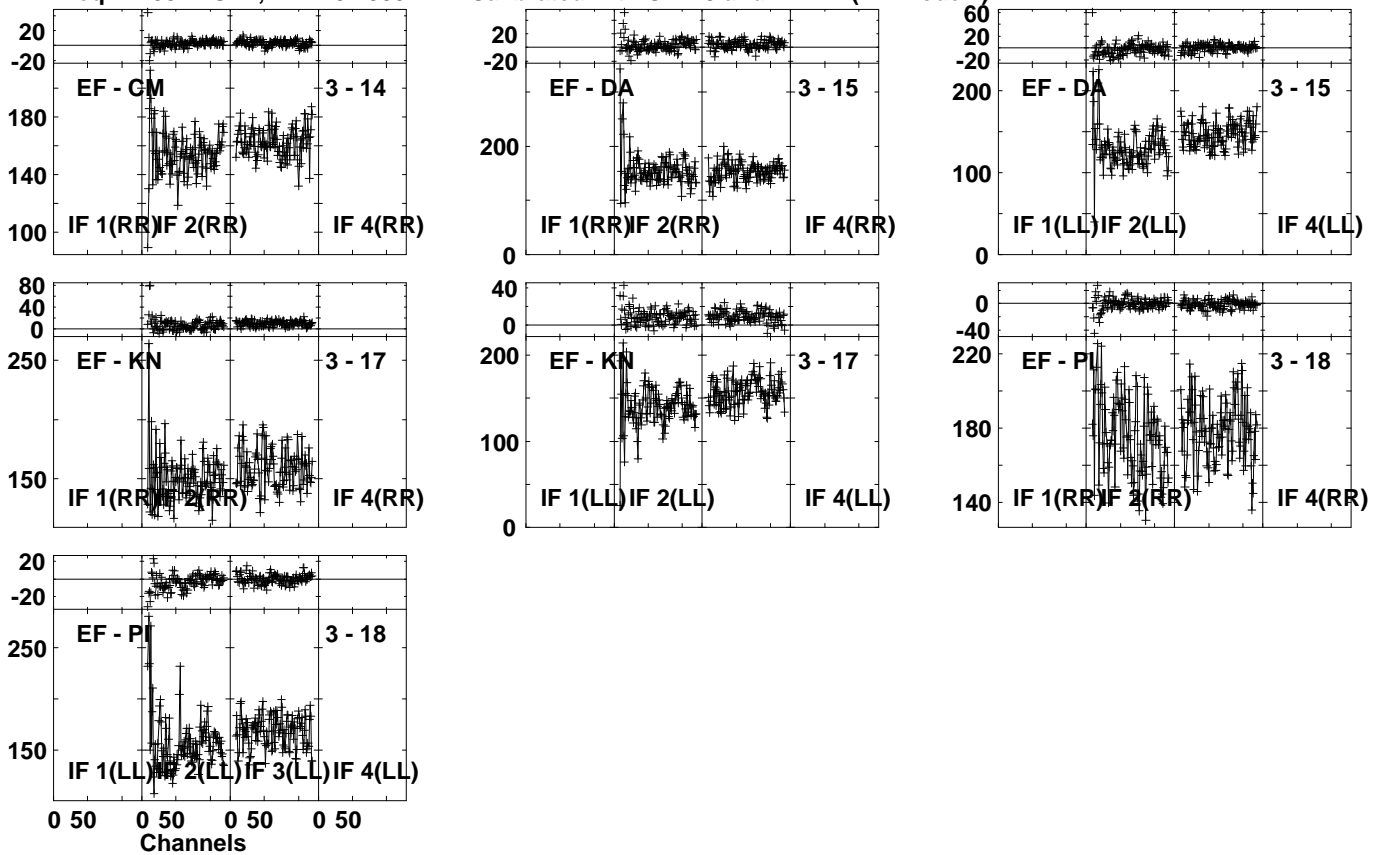 20
-20
EF - CM
3 - 14
180
140
100
IF 1(RR) IF 2(RR) IF 4(RR)
20
-20
EF - DA
3 - 15
200
0
IF 1(RR) IF 2(RR) IF 4(RR)
60
20
-20
EF - DA
3 - 15
200
100
0
IF 1(LL) IF 2(LL) IF 4(LL)
80
40
0
EF - KN
3 - 17
250
150
IF 1(RR) IF 2(RR) IF 4(RR)
40
0
EF - KN
3 - 17
200
100
0
IF 1(LL) IF 2(LL) IF 4(LL)
0
-40
EF - PI
3 - 18
220
180
140
IF 1(RR) IF 2(RR) IF 4(RR)
20
-20
EF - PI
3 - 18
250
150
IF 1(LL) IF 2(LL) IF 3(LL) IF 4(LL)
0 50 0 50 0 50 0 50
Channels